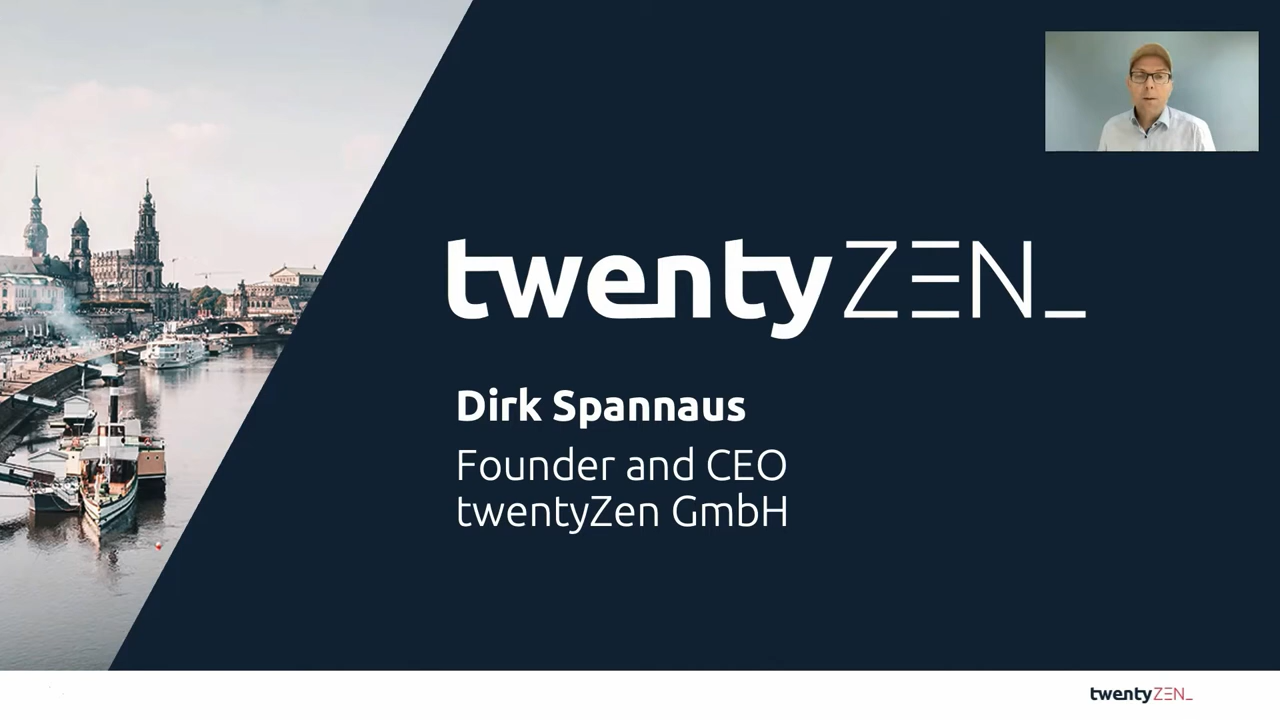 twentyZEN_
Dirk Spannaus
Founder and CEO
twentyZen GmbH
twentyZEN_